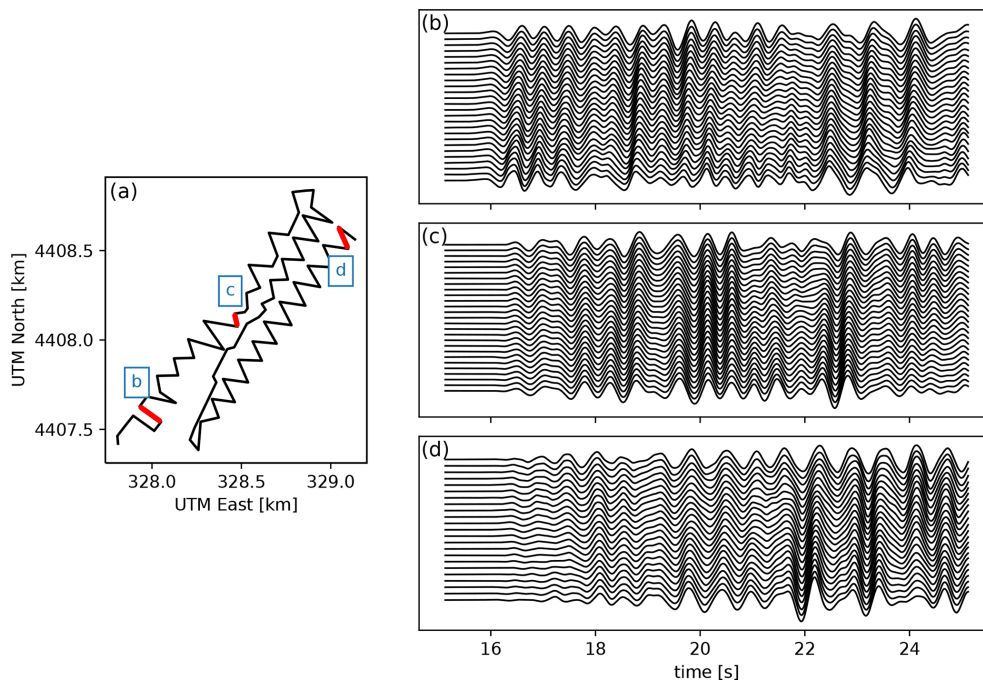 (a)
UTM North [km]
4408.5
4408.0
4407.5
328.0
328.5
329.0
UTM East [km]
b
c
d
(b)
(c)
(d)
16
18
20
22
24
time [s]